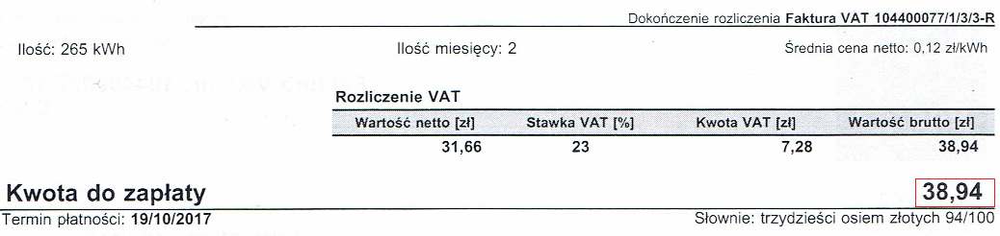 Dokończenie rozliczenia Faktura VAT 104400077/1/3/3-R
Ilość: 265 kWh Ilość miesięcy: 2 Średnia cena netto: 0,12 zł/kWh
Rozliczenie VAT
Wartość netto [zł] Stawka VAT [%] Kwota VAT [zł] Wartość brutto [zł]
31,66 23 7,28 38,94
Kwota do zapłaty 38,94
Termin płatności: 19/10/2017 Słownie: trzydzieści osiem złotych 94/100